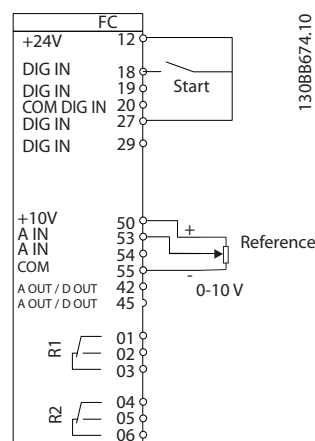 FC
+24V 12
DIG IN 18
DIG IN 19
COM DIG IN 20
DIG IN 27
DIG IN 29
Start
130BB674.10
+10V 50
A IN 53
A IN 54
COM 55
A OUT / D OUT 42
A OUT / D OUT 45
+
-
Reference
0-10 V
R1
01
02
03
R2
04
05
06